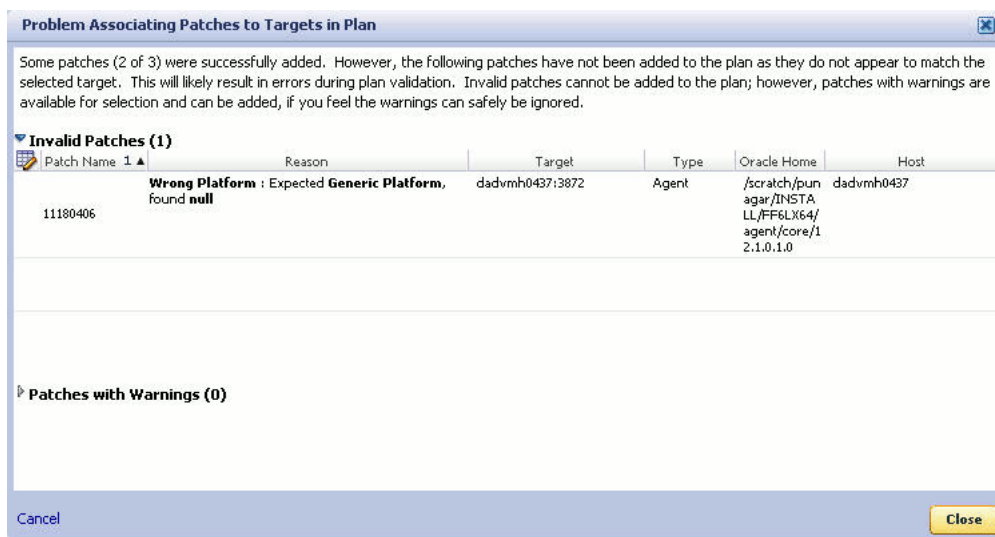 Problem Associating Patches to Targets in Plan
Some patches (2 of 3) were successfully added. However, the following patches have not been added to the plan as they do not appear to match the
selected target. This will likely result in errors during plan validation. Invalid patches cannot be added to the plan; however, patches with warnings are
available for selection and can be added, if you feel the warnings can safely be ignored.
Invalid Patches (1)
Patch Name 1 Reason Target Type Oracle Home Host
Wrong Platform : Expected Generic Platform, dadvmh0437:3872 Agent /scratch/pun dadvmh0437
found null agar/INSTA
11180406 LL/FF6LX64/
agent/core/1
2.1.0.1.0
Patches with Warnings (0)
Cancel Close